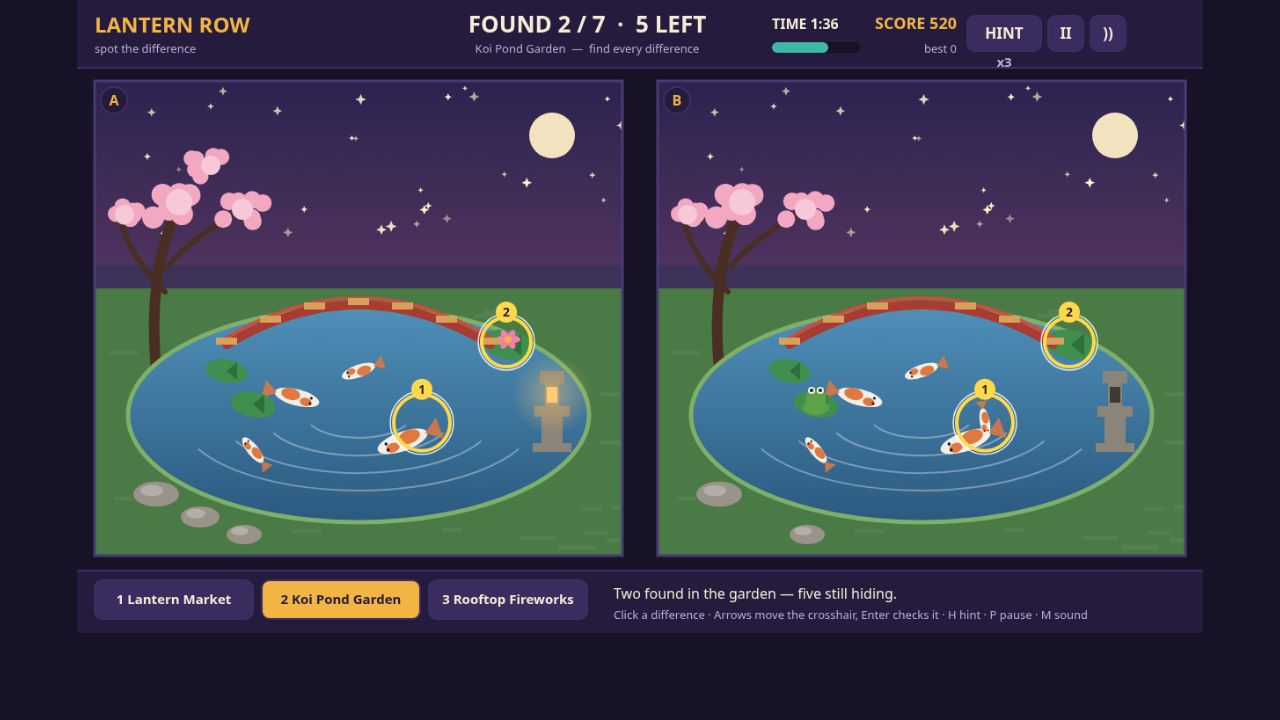 LANTERN ROW
spot the difference
FOUND 2 / 7 · 5 LEFT
Koi Pond Garden — find every difference
TIME 1:36
SCORE 520
best 0
HINT
x3
II
))
A
B
2
1
2
1
1 Lantern Market
2 Koi Pond Garden
3 Rooftop Fireworks
Two found in the garden — five still hiding.
Click a difference · Arrows move the crosshair, Enter checks it · H hint · P pause · M sound